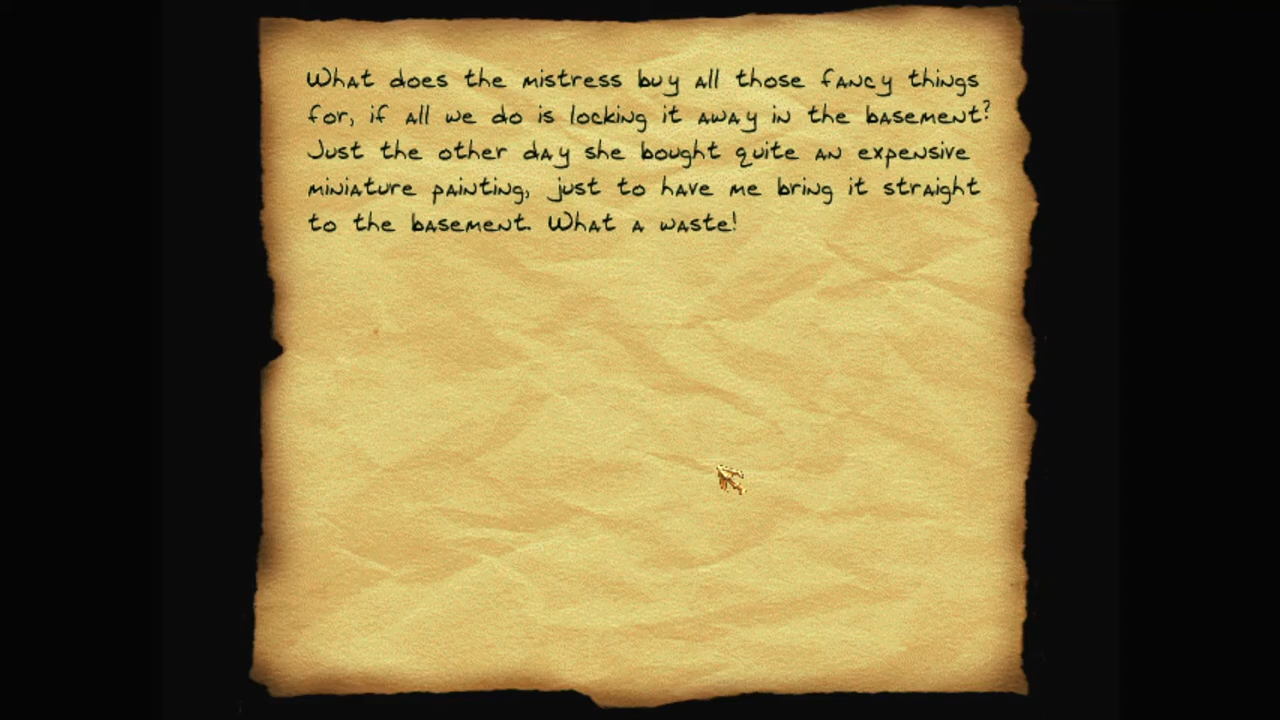 What does the mistress buy all those fancy things
for, if all we do is locking it away in the basement?
Just the other day she bought quite an expensive
miniature painting, just to have me bring it straight
to the basement. What a waste!